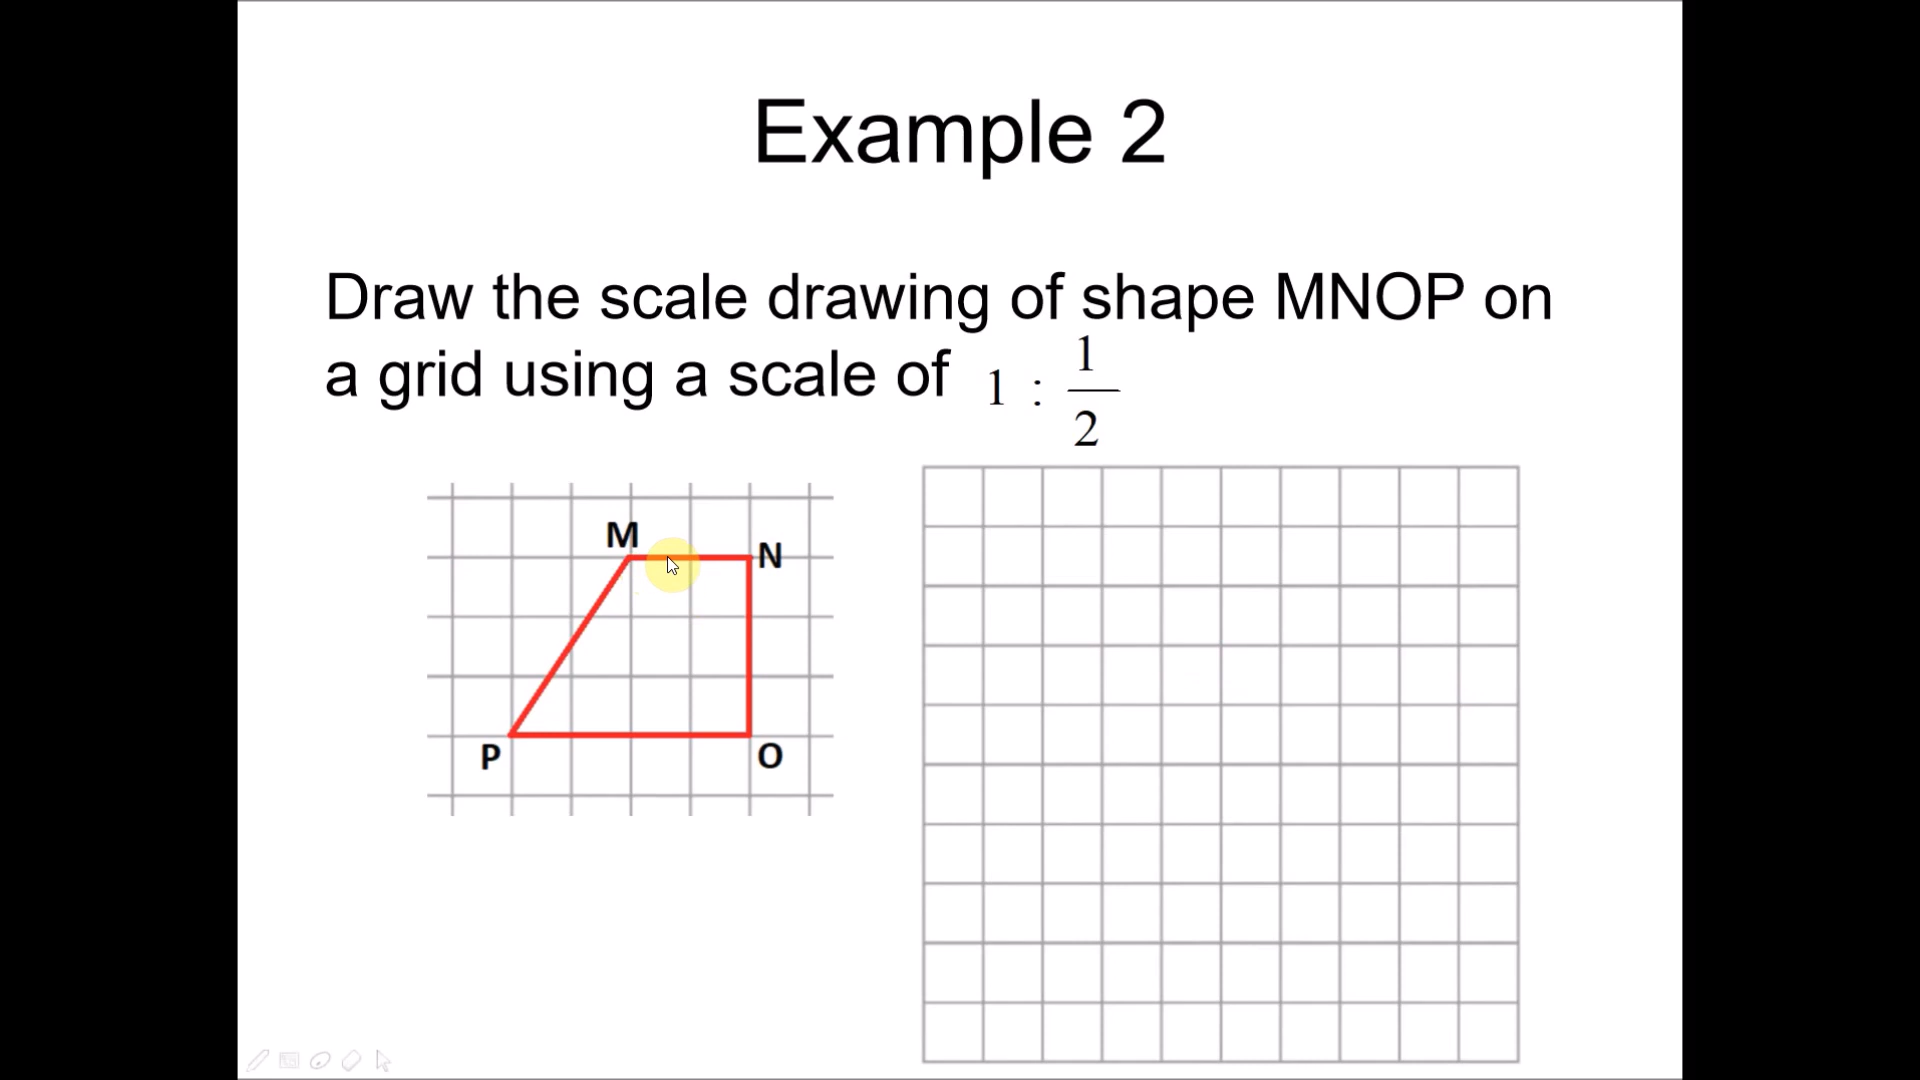 Example 2
Draw the scale drawing of shape MNOP on
a grid using a scale of 1 : 1/2
M
N
P
O